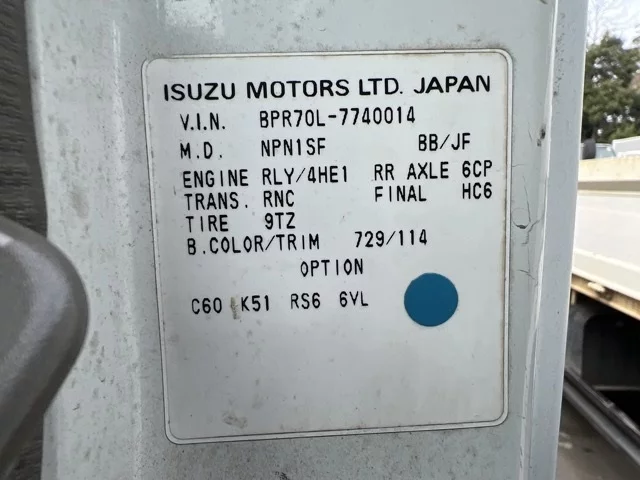 ISUZU MOTORS LTD. JAPAN
V.I.N. BPR70L-7740014
M.D. NPN1SF BB/JF
ENGINE RLY/4HE1 RR AXLE 6CP
TRANS. RNC FINAL HC6
TIRE 9TZ
B.COLOR/TRIM 729/114
OPTION
C60 K51 RS6 6VL